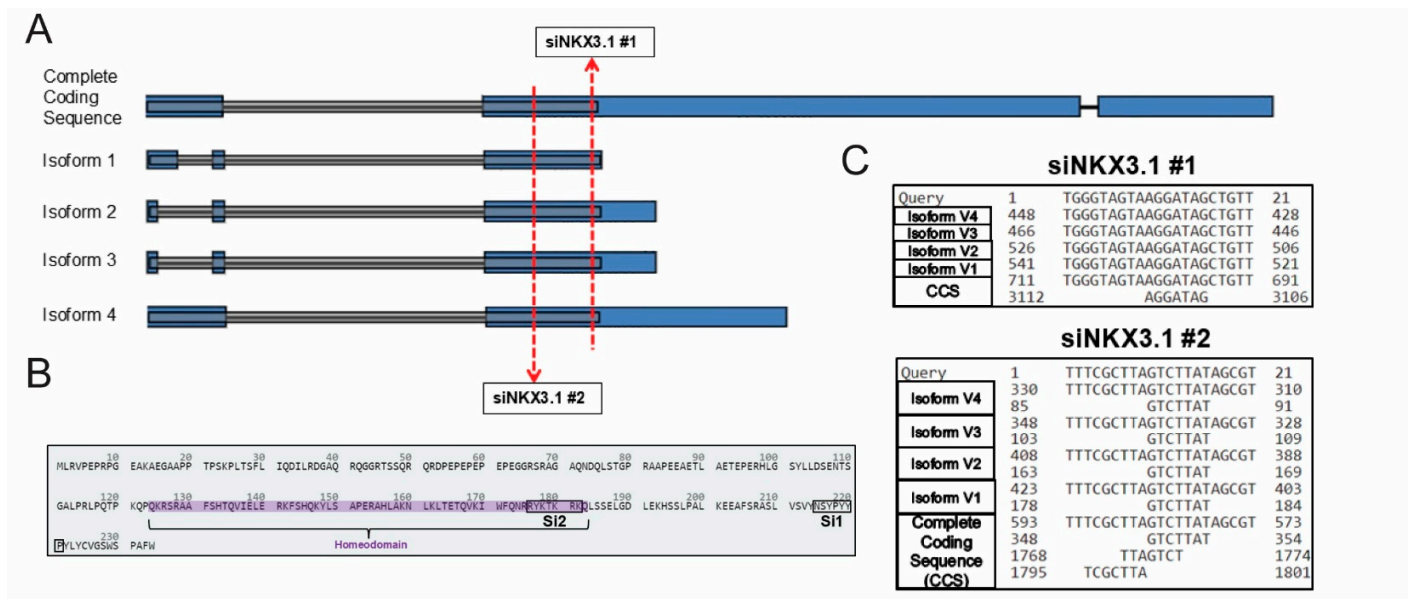 A
siNKX3.1 #1
Complete
Coding
Sequence
Isoform 1
Isoform 2
Isoform 3
Isoform 4
siNKX3.1 #2
B
10 20 30 40 50 60 70 80 90 100 110
MLRVPEPRPG EAKAEGAAPP TPSKPLTSFL IQDILRDGAQ RQGGRTSSQR QRDPEPEPEP EPEGGRSRAG AQNDQLSTGP RAAPEEAETL AETEPERHLG SYLLDSENTS
120 130 140 150 160 170 180 190 200 210 220
GALPRLPQTP KQPQKRSRAA FSHTQVIELE RKFSHQKYLS APERAHLAKN LKLTETQVKI WFQNRRYKTK RKQLSSELGD LEKHSSLPAL KEEAFSRASL VSVYNSYPYY
Si2 Si1
230
PYLYCVGSWS PAFW
Homeodomain
C
siNKX3.1 #1
Query 1 TGGGTAGTAAGGATAGCTGTT 21
Isoform V4 448 TGGGTAGTAAGGATAGCTGTT 428
Isoform V3 466 TGGGTAGTAAGGATAGCTGTT 446
Isoform V2 526 TGGGTAGTAAGGATAGCTGTT 506
Isoform V1 541 TGGGTAGTAAGGATAGCTGTT 521
CCS 711 TGGGTAGTAAGGATAGCTGTT 691
3112 AGGATAG 3106
siNKX3.1 #2
Query 1 TTTCGCTTAGTCTTATAGCGT 21
Isoform V4 330 TTTCGCTTAGTCTTATAGCGT 310
85 GTCTTAT 91
Isoform V3 348 TTTCGCTTAGTCTTATAGCGT 328
103 GTCTTAT 109
Isoform V2 408 TTTCGCTTAGTCTTATAGCGT 388
163 GTCTTAT 169
Isoform V1 423 TTTCGCTTAGTCTTATAGCGT 403
178 GTCTTAT 184
Complete
Coding
Sequence
(CCS)
593 TTTCGCTTAGTCTTATAGCGT 573
348 GTCTTAT 354
1768 TTAGTCT 1774
1795 TCGCTTA 1801